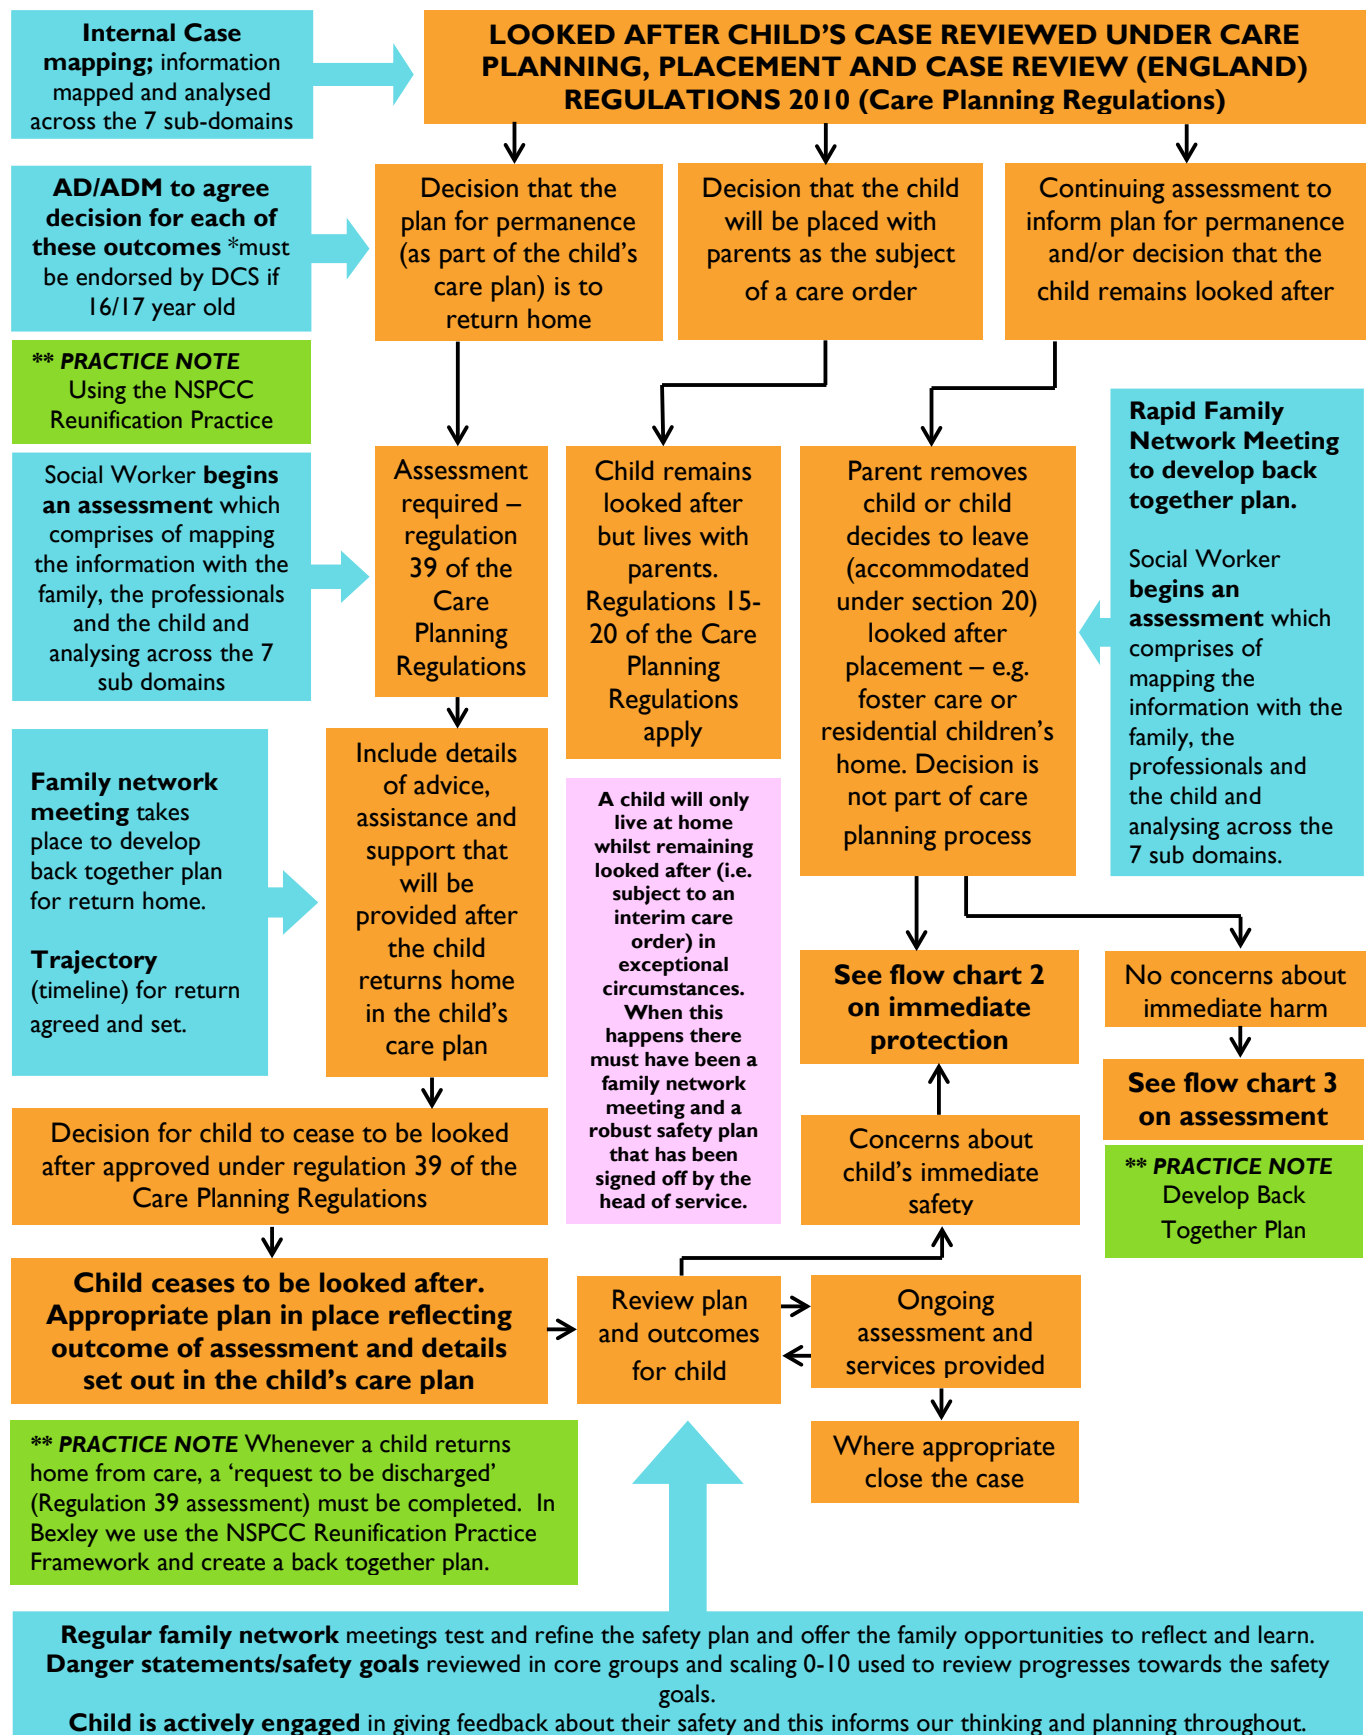 Internal Case
mapping; information
mapped and analysed
across the 7 sub-domains
LOOKED AFTER CHILD’S CASE REVIEWED UNDER CARE
PLANNING, PLACEMENT AND CASE REVIEW (ENGLAND)
REGULATIONS 2010 (Care Planning Regulations)
AD/ADM to agree
decision for each of
these outcomes *must
be endorsed by DCS if
16/17 year old
Decision that the
plan for permanence
(as part of the child’s
care plan) is to
return home
Decision that the child
will be placed with
parents as the subject
of a care order
Continuing assessment to
inform plan for permanence
and/or decision that the
child remains looked after
** PRACTICE NOTE
Using the NSPCC
Reunification Practice
Social Worker begins
an assessment which
comprises of mapping
the information with the
family, the professionals
and the child and
analysing across the 7
sub domains
Assessment
required –
regulation
39 of the
Care
Planning
Regulations
Child remains
looked after
but lives with
parents.
Regulations 15-
20 of the Care
Planning
Regulations
apply
Parent removes
child or child
decides to leave
(accommodated
under section 20)
looked after
placement – e.g.
foster care or
residential children’s
home. Decision is
not part of care
planning process
Rapid Family
Network Meeting
to develop back
together plan.
Social Worker
begins an
assessment which
comprises of
mapping the
information with the
family, the
professionals and
the child and
analysing across the
7 sub domains.
Family network
meeting takes
place to develop
back together plan
for return home.
Trajectory
(timeline) for return
agreed and set.
Include details
of advice,
assistance and
support that
will be
provided after
the child
returns home
in the child’s
care plan
A child will only
live at home
whilst remaining
looked after (i.e.
subject to an
interim care
order) in
exceptional
circumstances.
When this
happens there
must have been a
family network
meeting and a
robust safety plan
that has been
signed off by the
head of service.
See flow chart 2
on immediate
protection
No concerns about
immediate harm
See flow chart 3
on assessment
Decision for child to cease to be looked
after approved under regulation 39 of the
Care Planning Regulations
Concerns about
child’s immediate
safety
** PRACTICE NOTE
Develop Back
Together Plan
Child ceases to be looked after.
Appropriate plan in place reflecting
outcome of assessment and details
set out in the child’s care plan
Review plan
and outcomes
for child
Ongoing
assessment and
services provided
Where appropriate
close the case
** PRACTICE NOTE Whenever a child returns
home from care, a ‘request to be discharged’
(Regulation 39 assessment) must be completed.  In
Bexley we use the NSPCC Reunification Practice
Framework and create a back together plan.
Regular family network meetings test and refine the safety plan and offer the family opportunities to reflect and learn.
Danger statements/safety goals reviewed in core groups and scaling 0-10 used to review progresses towards the safety
goals.
Child is actively engaged in giving feedback about their safety and this informs our thinking and planning throughout.